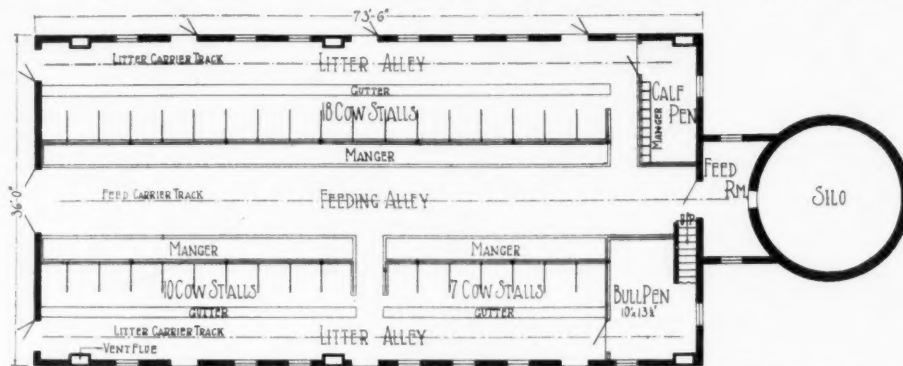 73'-6"
36'-0"
LITTER CARRIER TRACK
LITTER ALLEY
GUTTER
18 COW STALLS
CALF PEN
MANGER
MANGER
FEED CARRIER TRACK
FEEDING ALLEY
FEED RM.
SILO
UP
MANGER
MANGER
10 COW STALLS
7 COW STALLS
BULL PEN
GUTTER
GUTTER
LITTER CARRIER TRACK
LITTER ALLEY
VENT FLUE